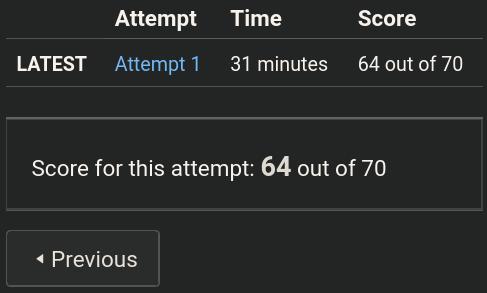 Attempt Time Score
LATEST Attempt 1 31 minutes 64 out of 70
Score for this attempt: 64 out of 70
Previous